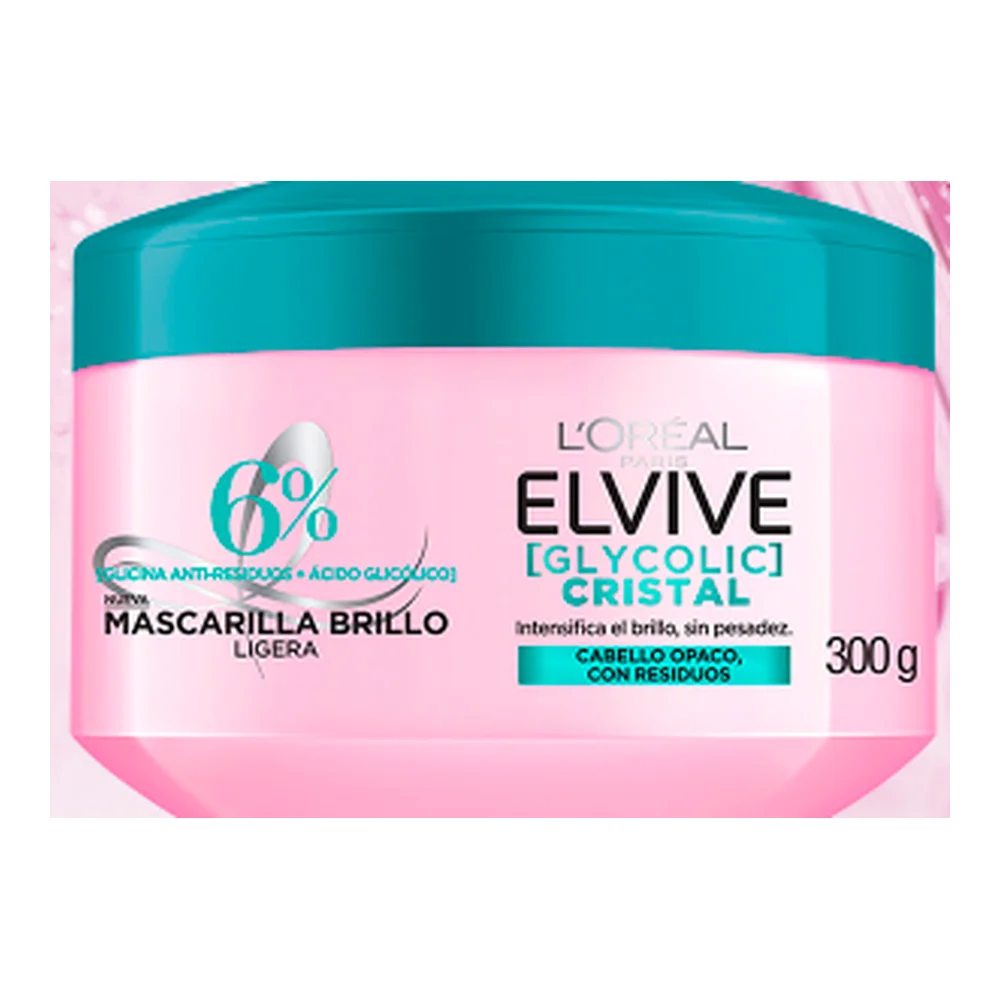 6%
[GLICINA ANTI-RESIDUOS + ÁCIDO GLICÓLICO]
NUEVA
MASCARILLA BRILLO
LIGERA
L'ORÉAL
PARIS
ELVIVE
[GLYCOLIC]
CRISTAL
Intensifica el brillo, sin pesadez.
CABELLO OPACO,
CON RESIDUOS
300 g